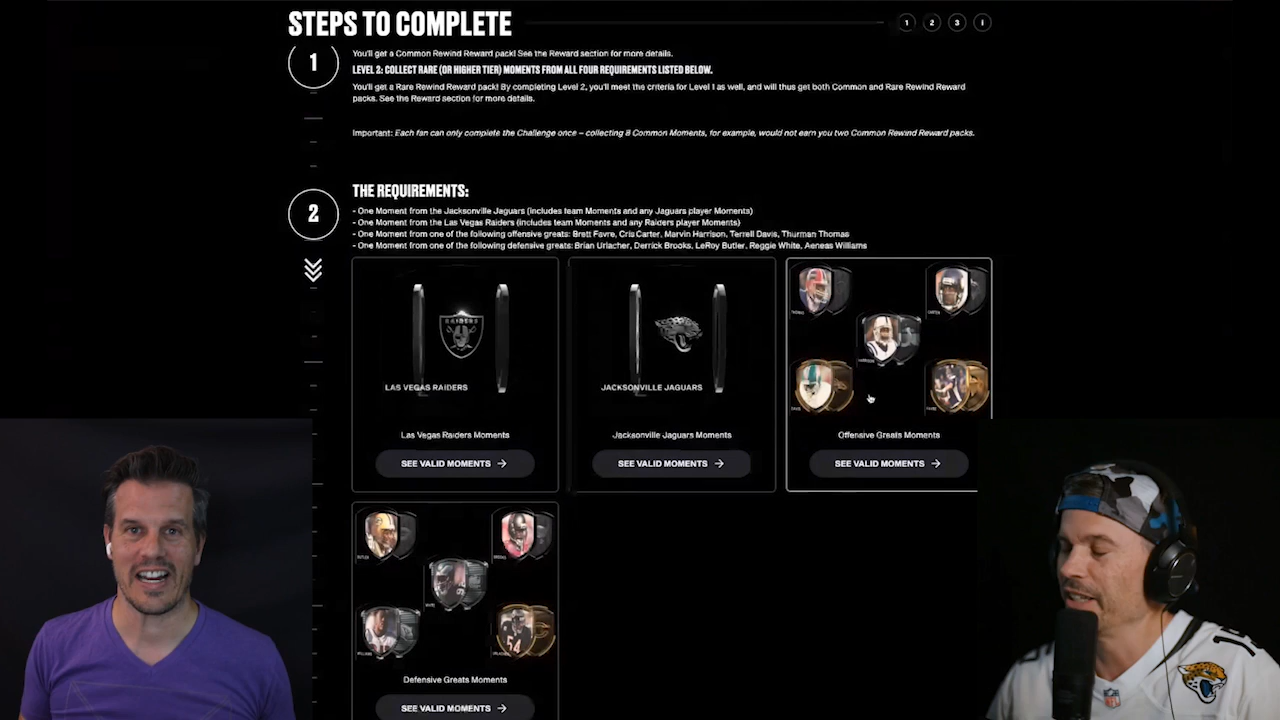 STEPS TO COMPLETE
1 2 3
1
You'll get a Common Rewind Reward pack! See the Reward section for more details.
LEVEL 2: COLLECT RARE (OR HIGHER TIER) MOMENTS FROM ALL FOUR REQUIREMENTS LISTED BELOW.
You'll get a Rare Rewind Reward pack! By completing Level 2, you'll meet the criteria for Level 1 as well, and will thus get both Common and Rare Rewind Reward
packs. See the Reward section for more details.
Important: Each fan can only complete the Challenge once – collecting 8 Common Moments, for example, would not earn you two Common Rewind Reward packs.
2
THE REQUIREMENTS:
- One Moment from the Jacksonville Jaguars (includes team Moments and any Jaguars player Moments)
- One Moment from the Las Vegas Raiders (includes team Moments and any Raiders player Moments)
- One Moment from one of the following offensive greats: Brett Favre, Cris Carter, Marvin Harrison, Terrell Davis, Thurman Thomas
- One Moment from one of the following defensive greats: Brian Urlacher, Derrick Brooks, LeRoy Butler, Reggie White, Aeneas Williams
RAIDERS
LAS VEGAS RAIDERS
JACKSONVILLE JAGUARS
Las Vegas Raiders Moments
Jacksonville Jaguars Moments
Offensive Greats Moments
SEE VALID MOMENTS →
SEE VALID MOMENTS →
SEE VALID MOMENTS →
54
Defensive Greats Moments
SEE VALID MOMENTS →